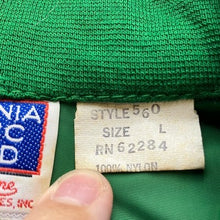 NIA
C
D
ES, INC
STYLE 560
SIZE L
RN 62284
100% NYLON